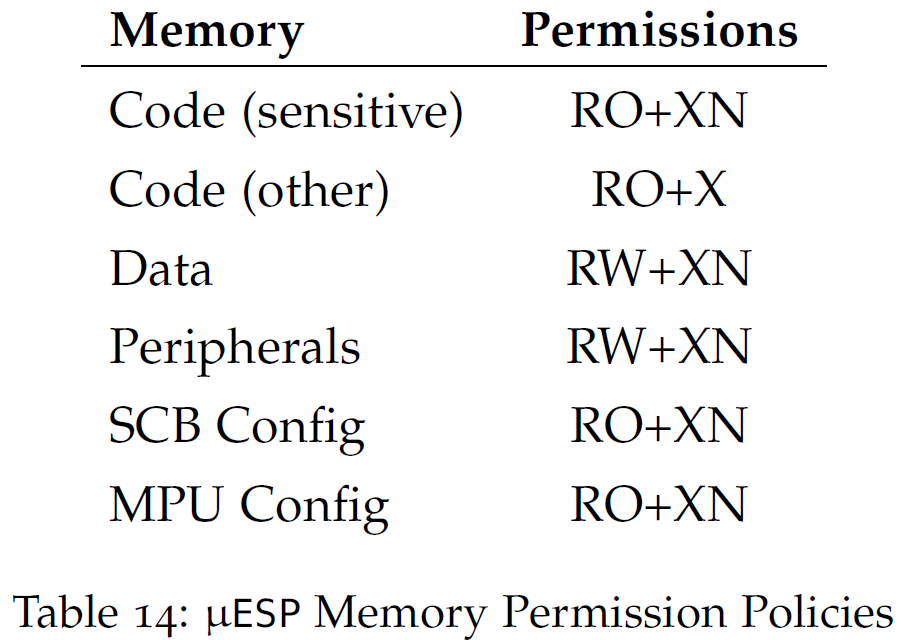 Memory Permissions
Code (sensitive) RO+XN
Code (other) RO+X
Data RW+XN
Peripherals RW+XN
SCB Config RO+XN
MPU Config RO+XN
Table 14: μESP Memory Permission Policies